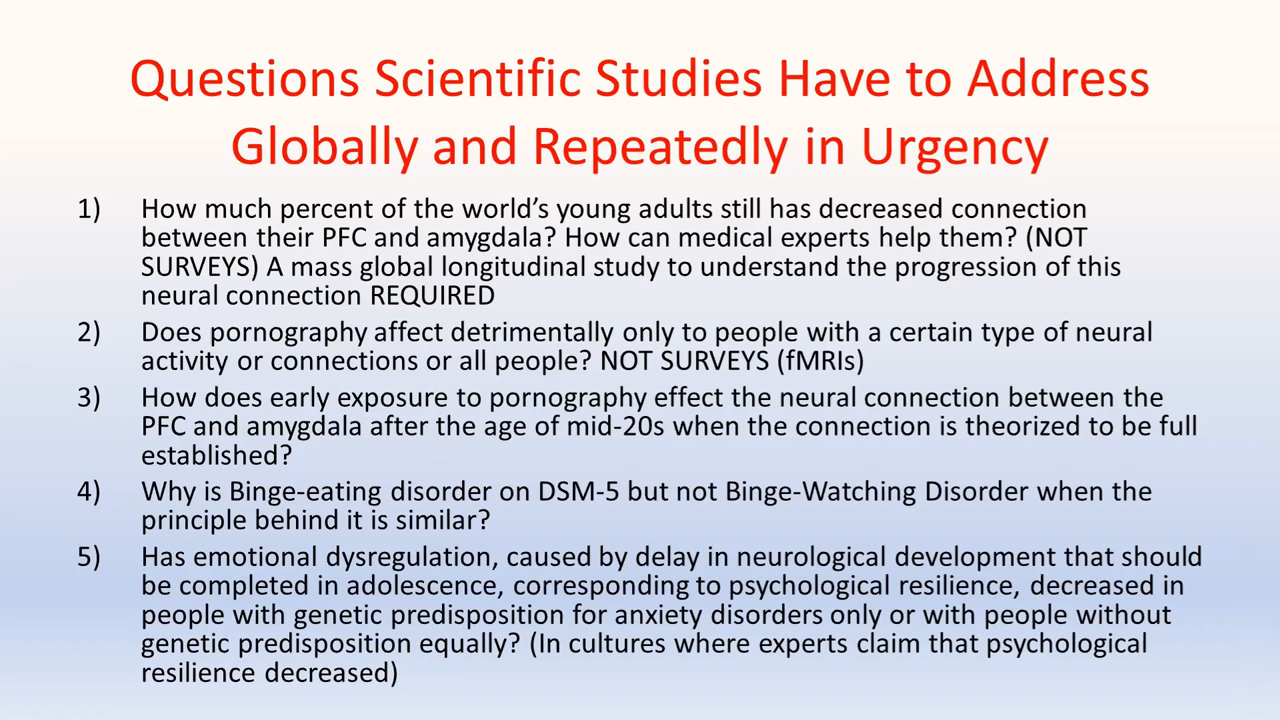 Questions Scientific Studies Have to Address
Globally and Repeatedly in Urgency
1) How much percent of the world’s young adults still has decreased connection
between their PFC and amygdala? How can medical experts help them? (NOT
SURVEYS) A mass global longitudinal study to understand the progression of this
neural connection REQUIRED
2) Does pornography affect detrimentally only to people with a certain type of neural
activity or connections or all people? NOT SURVEYS (fMRIs)
3) How does early exposure to pornography effect the neural connection between the
PFC and amygdala after the age of mid-20s when the connection is theorized to be full
established?
4) Why is Binge-eating disorder on DSM-5 but not Binge-Watching Disorder when the
principle behind it is similar?
5) Has emotional dysregulation, caused by delay in neurological development that should
be completed in adolescence, corresponding to psychological resilience, decreased in
people with genetic predisposition for anxiety disorders only or with people without
genetic predisposition equally? (In cultures where experts claim that psychological
resilience decreased)